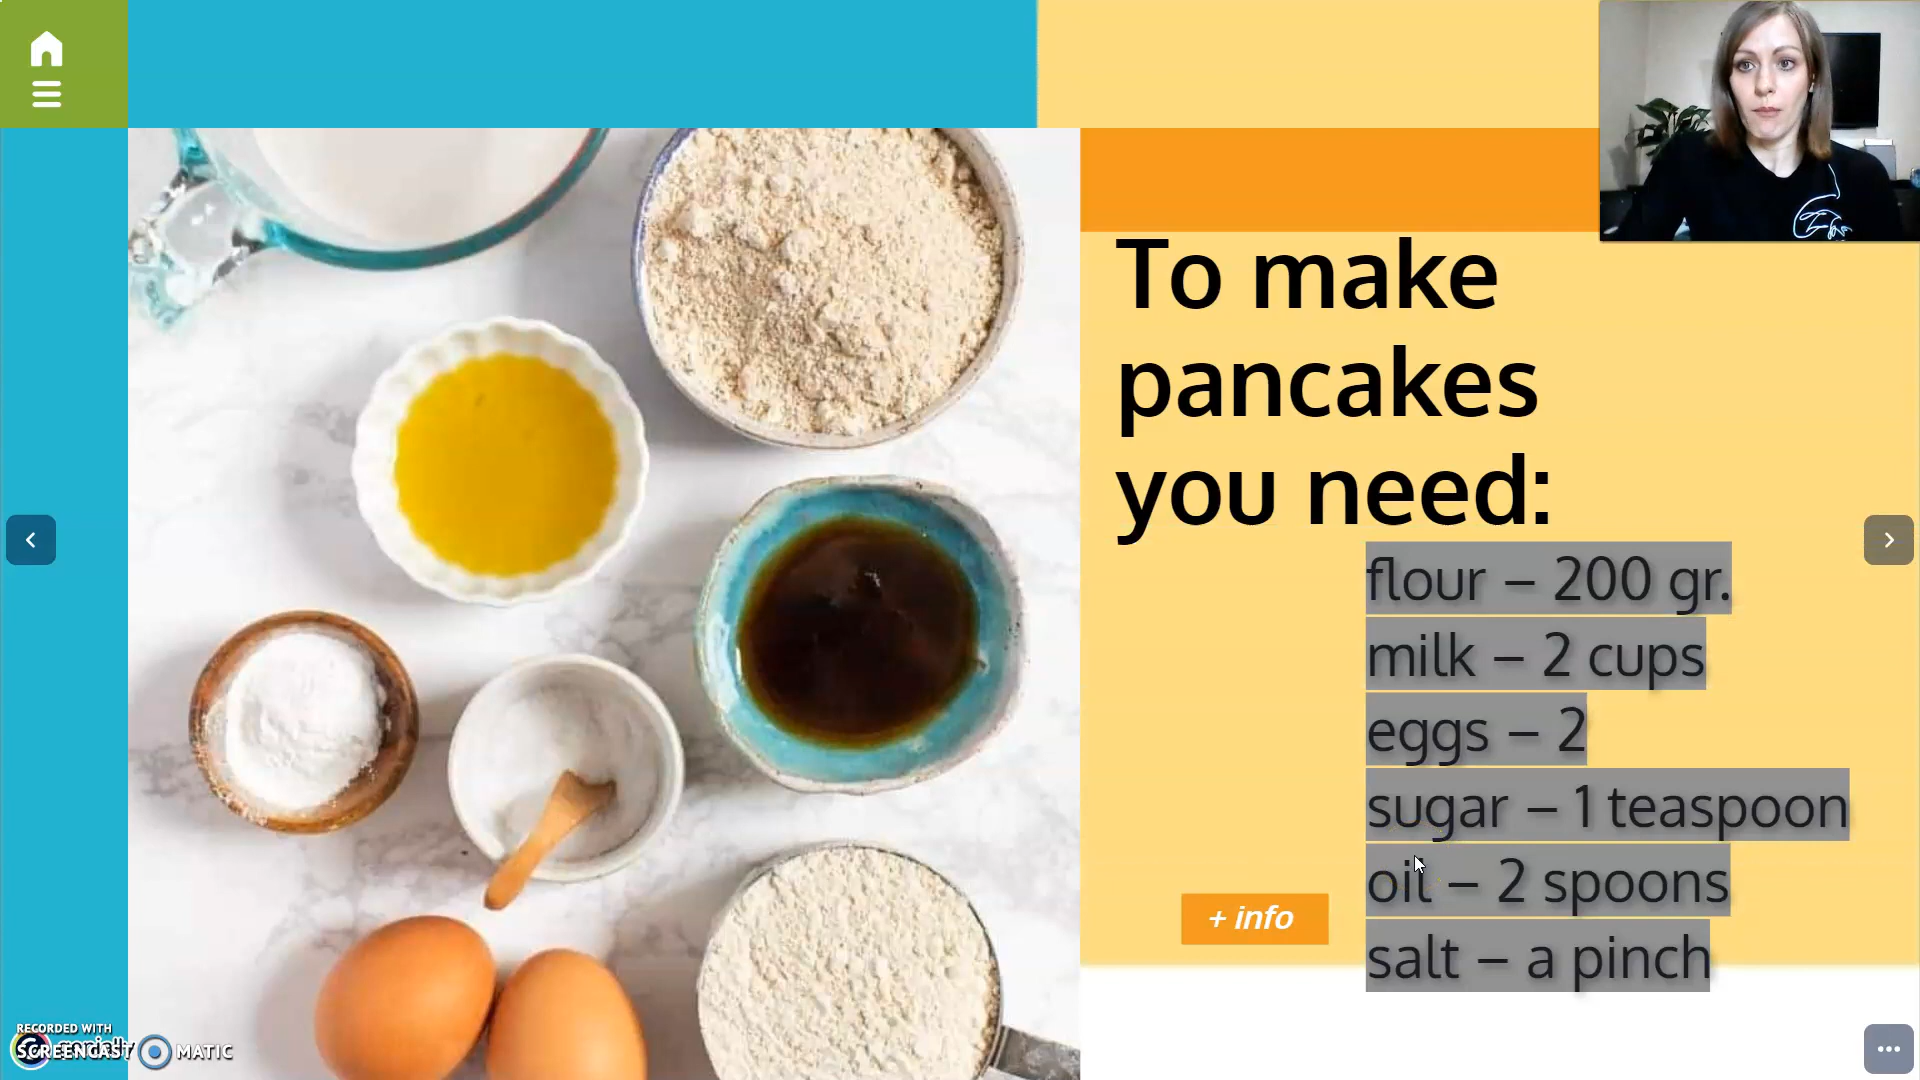 To make
pancakes
you need:
flour – 200 gr.
milk – 2 cups
eggs – 2
sugar – 1 teaspoon
oil – 2 spoons
salt – a pinch
+ info
RECORDED WITH
SCREENCAST MATIC